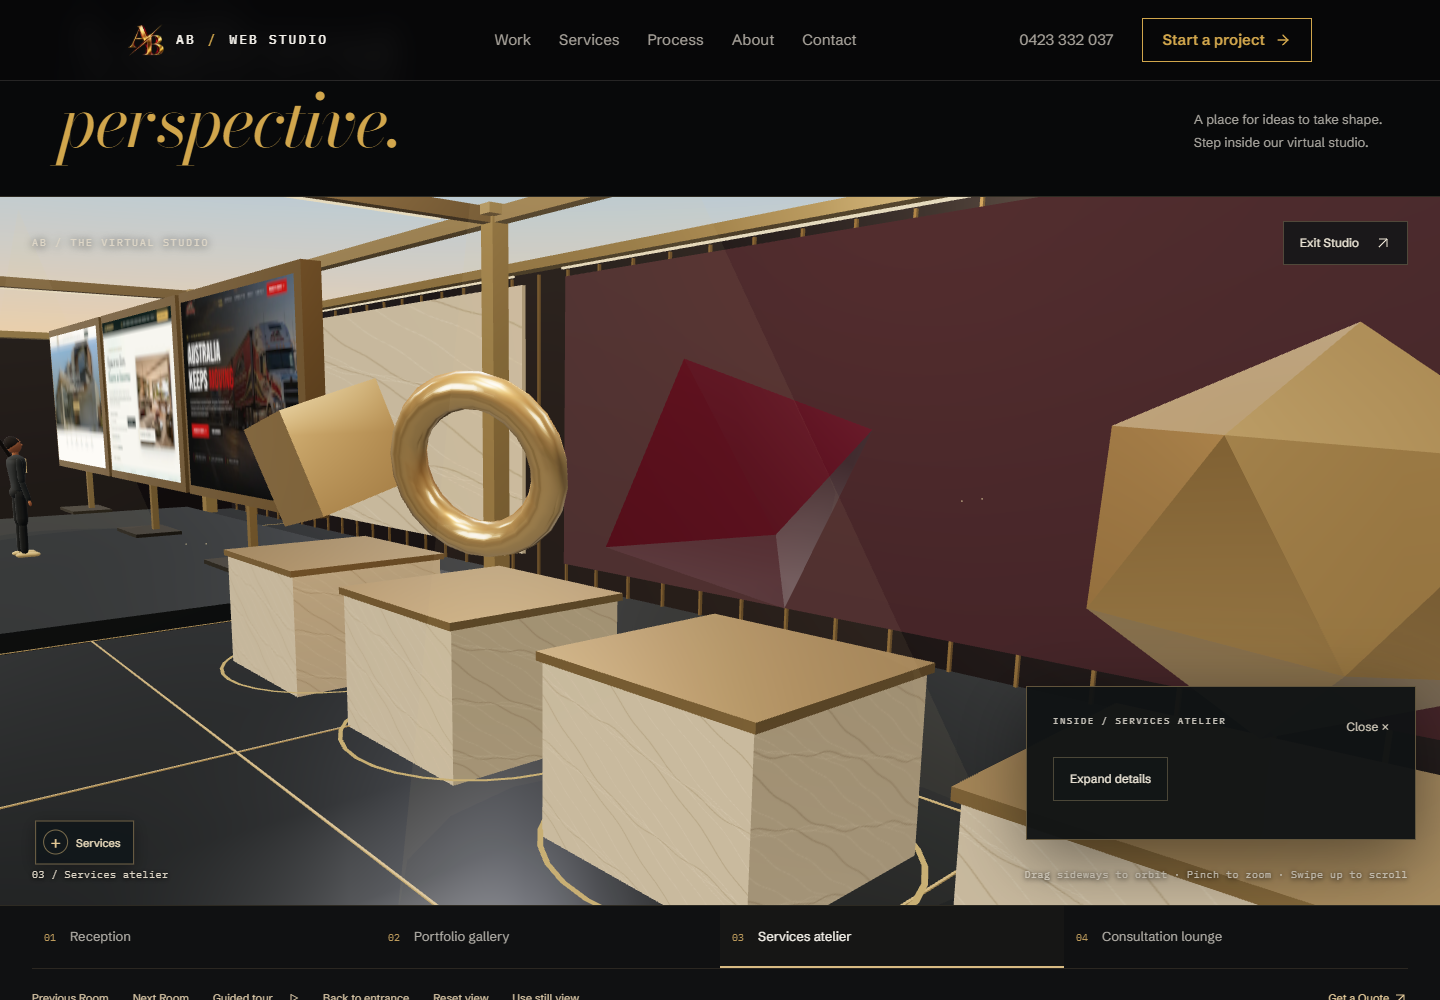 AB / WEB STUDIO
Work
Services
Process
About
Contact
0423 332 037
Start a project →
perspective.
A place for ideas to take shape.
Step inside our virtual studio.
AB / THE VIRTUAL STUDIO
Exit Studio
AUSTRALIA
KEEPS MOVING
INSIDE / SERVICES ATELIER
Close ×
Expand details
+ Services
03 / Services atelier
Drag sideways to orbit · Pinch to zoom · Swipe up to scroll
01 Reception
02 Portfolio gallery
03 Services atelier
04 Consultation lounge
Previous Room
Next Room
Guided tour
Back to entrance
Reset view
Use still view
Get a Quote